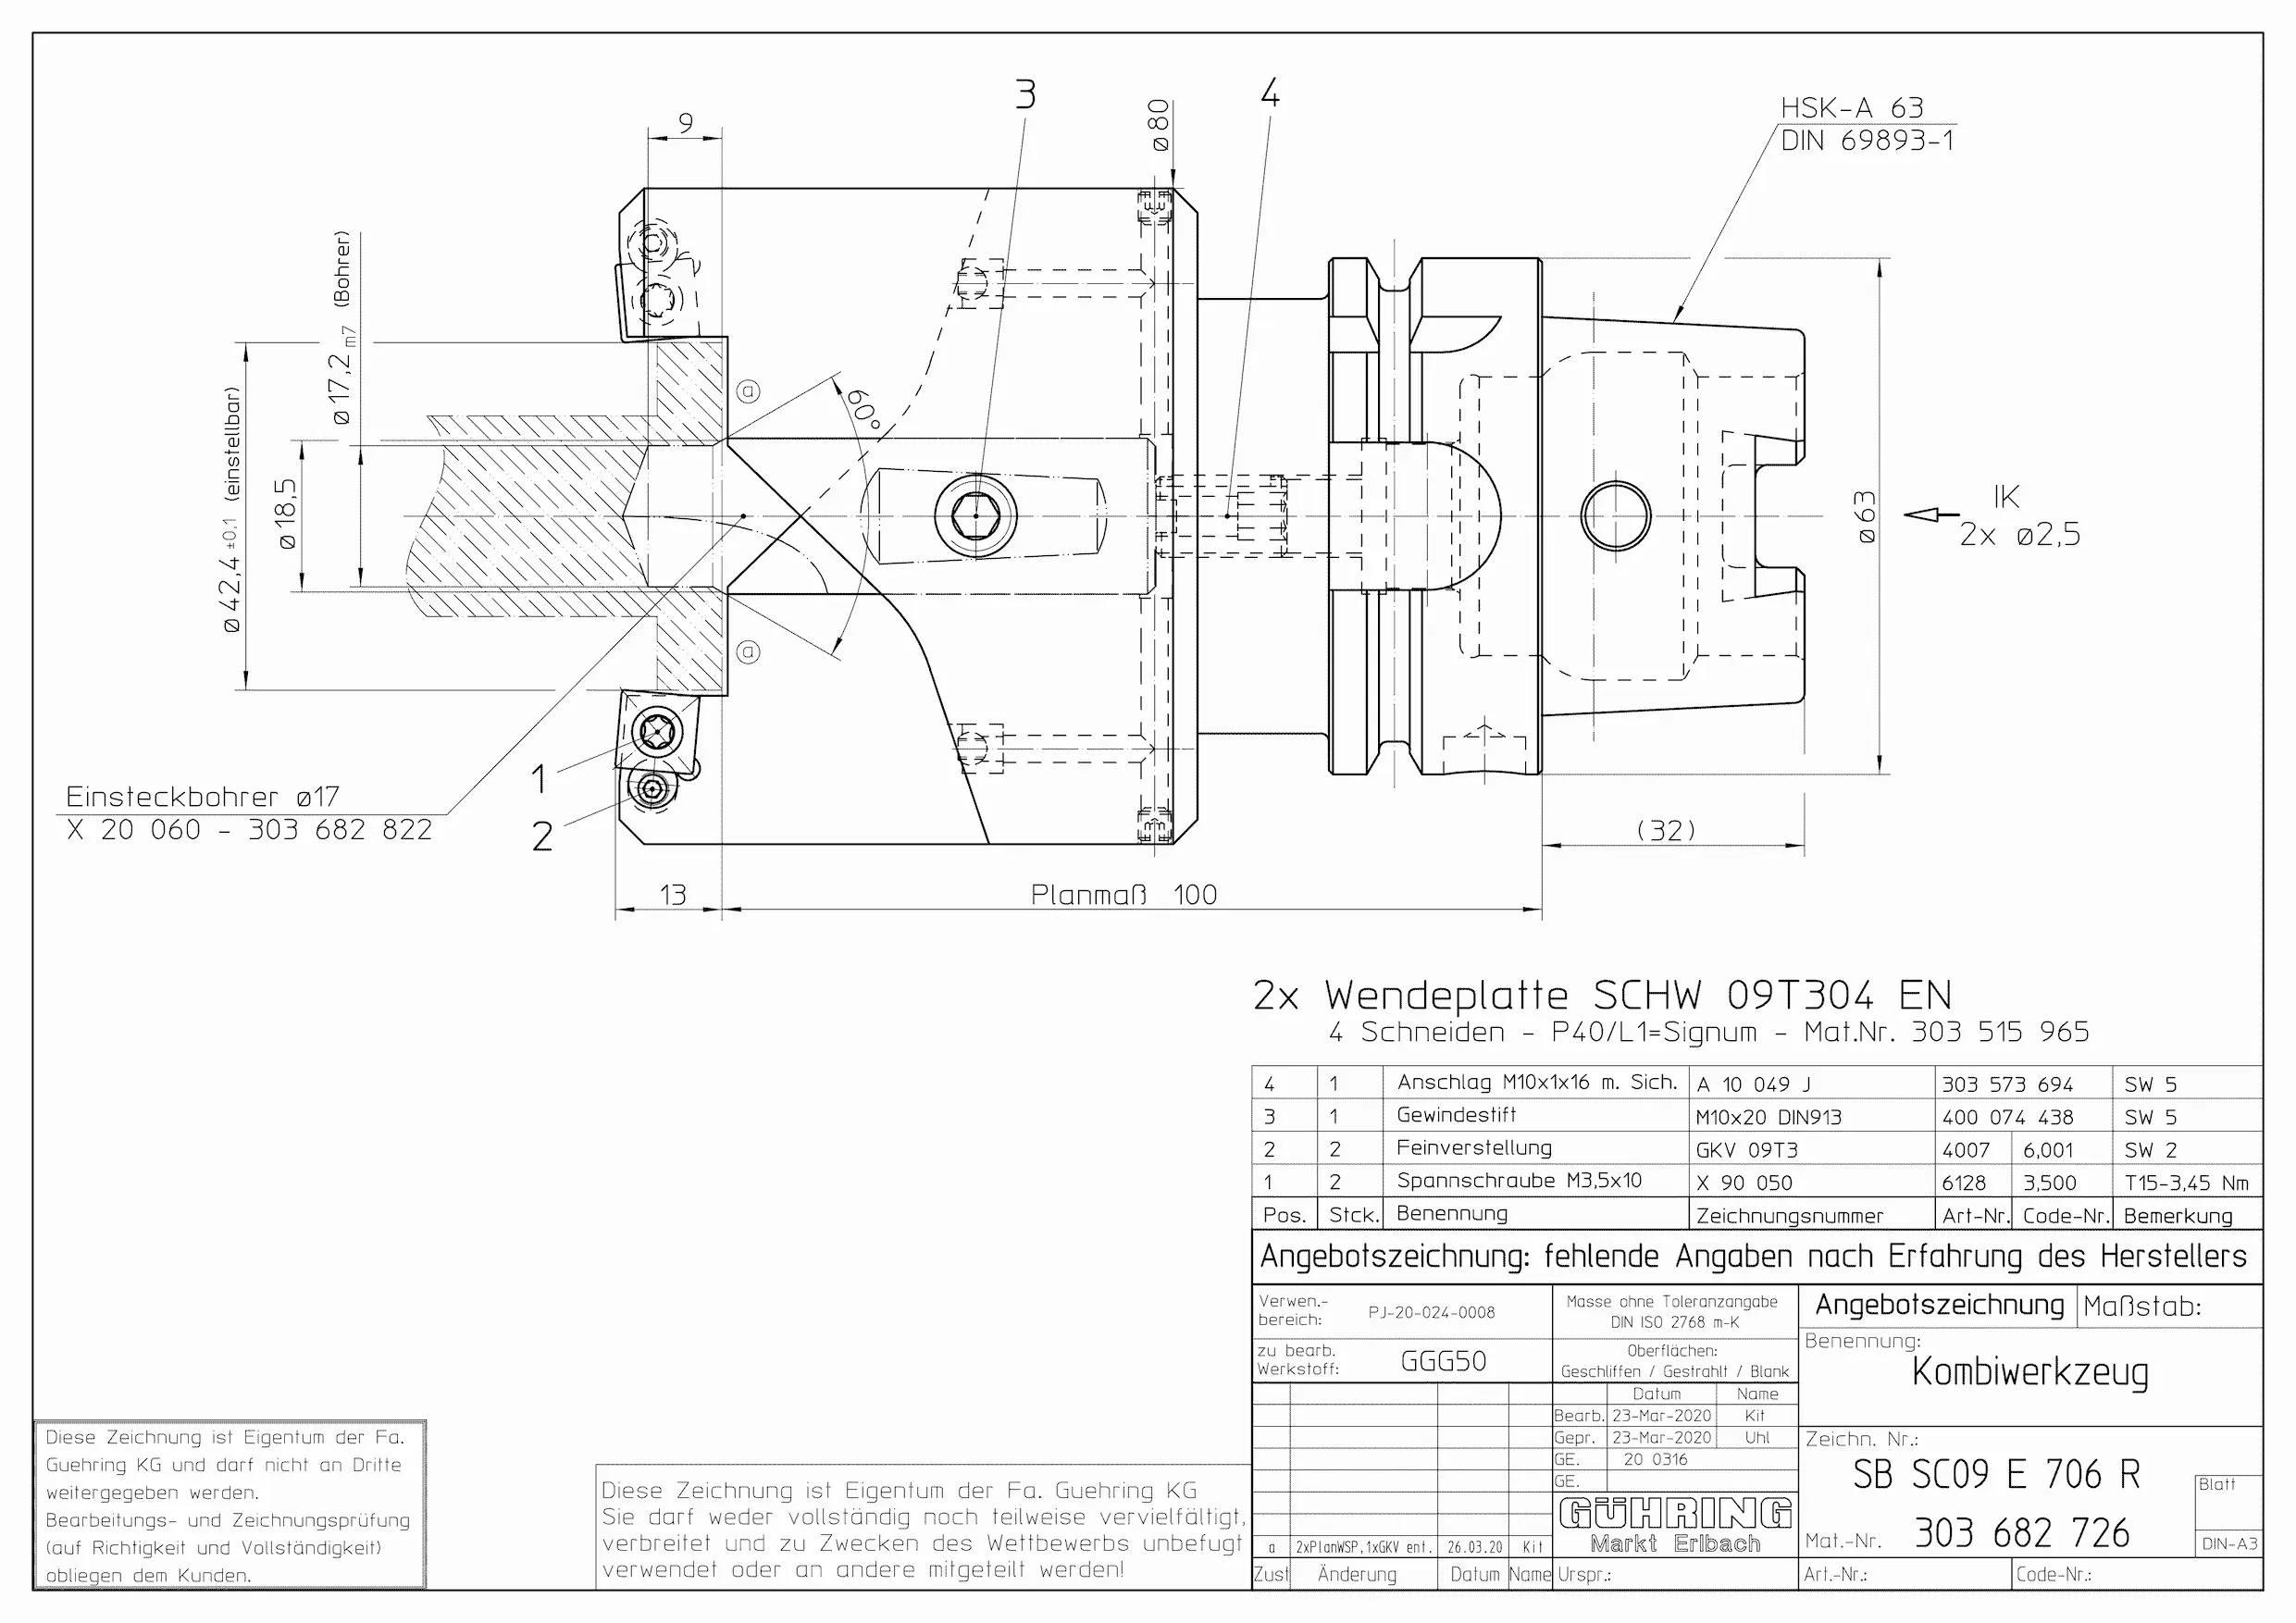 3
4
9
ø80
HSK-A 63
DIN 69893-1
ø17,2 m7 (Bohrer)
ø 42,4 ±0,1 (einstellbar)
ø18,5
a
60°
a
ø63
IK
2x ø2,5
1
2
Einsteckbohrer ø17
X 20 060 - 303 682 822
(32)
13
Planmaß 100
2x Wendeplatte SCHW 09T304 EN
4 Schneiden - P40/L1=Signum - Mat.Nr. 303 515 965
4 1 Anschlag M10x1x16 m. Sich. A 10 049 J 303 573 694 SW 5
3 1 Gewindestift M10x20 DIN913 400 074 438 SW 5
2 2 Feinverstellung GKV 09T3 4007 6,001 SW 2
1 2 Spannschraube M3,5x10 X 90 050 6128 3,500 T15-3,45 Nm
Pos. Stck. Benennung Zeichnungsnummer Art-Nr. Code-Nr. Bemerkung
Angebotszeichnung: fehlende Angaben nach Erfahrung des Herstellers
Verwen.-
bereich: PJ-20-024-0008
zu bearb.
Werkstoff: GGG50
Masse ohne Toleranzangabe
DIN ISO 2768 m-K
Oberflächen:
Geschliffen / Gestrahlt / Blank
Datum Name
Bearb. 23-Mar-2020 Kit
Gepr. 23-Mar-2020 Uhl
GE. 20 0316
GE.
GÜHRING
Markt Erlbach
a 2xPlanWSP,1xGKV ent. 26.03.20 Kit
Zust Änderung Datum Name Urspr.:
Angebotszeichnung Maßstab:
Benennung:
Kombiwerkzeug
Zeichn. Nr.:
SB SC09 E 706 R
Blatt
Mat.-Nr. 303 682 726
DIN-A3
Art.-Nr.: Code-Nr.:
Diese Zeichnung ist Eigentum der Fa.
Guehring KG und darf nicht an Dritte
weitergegeben werden.
Bearbeitungs- und Zeichnungsprüfung
(auf Richtigkeit und Vollständigkeit)
obliegen dem Kunden.
Diese Zeichnung ist Eigentum der Fa. Guehring KG
Sie darf weder vollständig noch teilweise vervielfältigt,
verbreitet und zu Zwecken des Wettbewerbs unbefugt
verwendet oder an andere mitgeteilt werden!